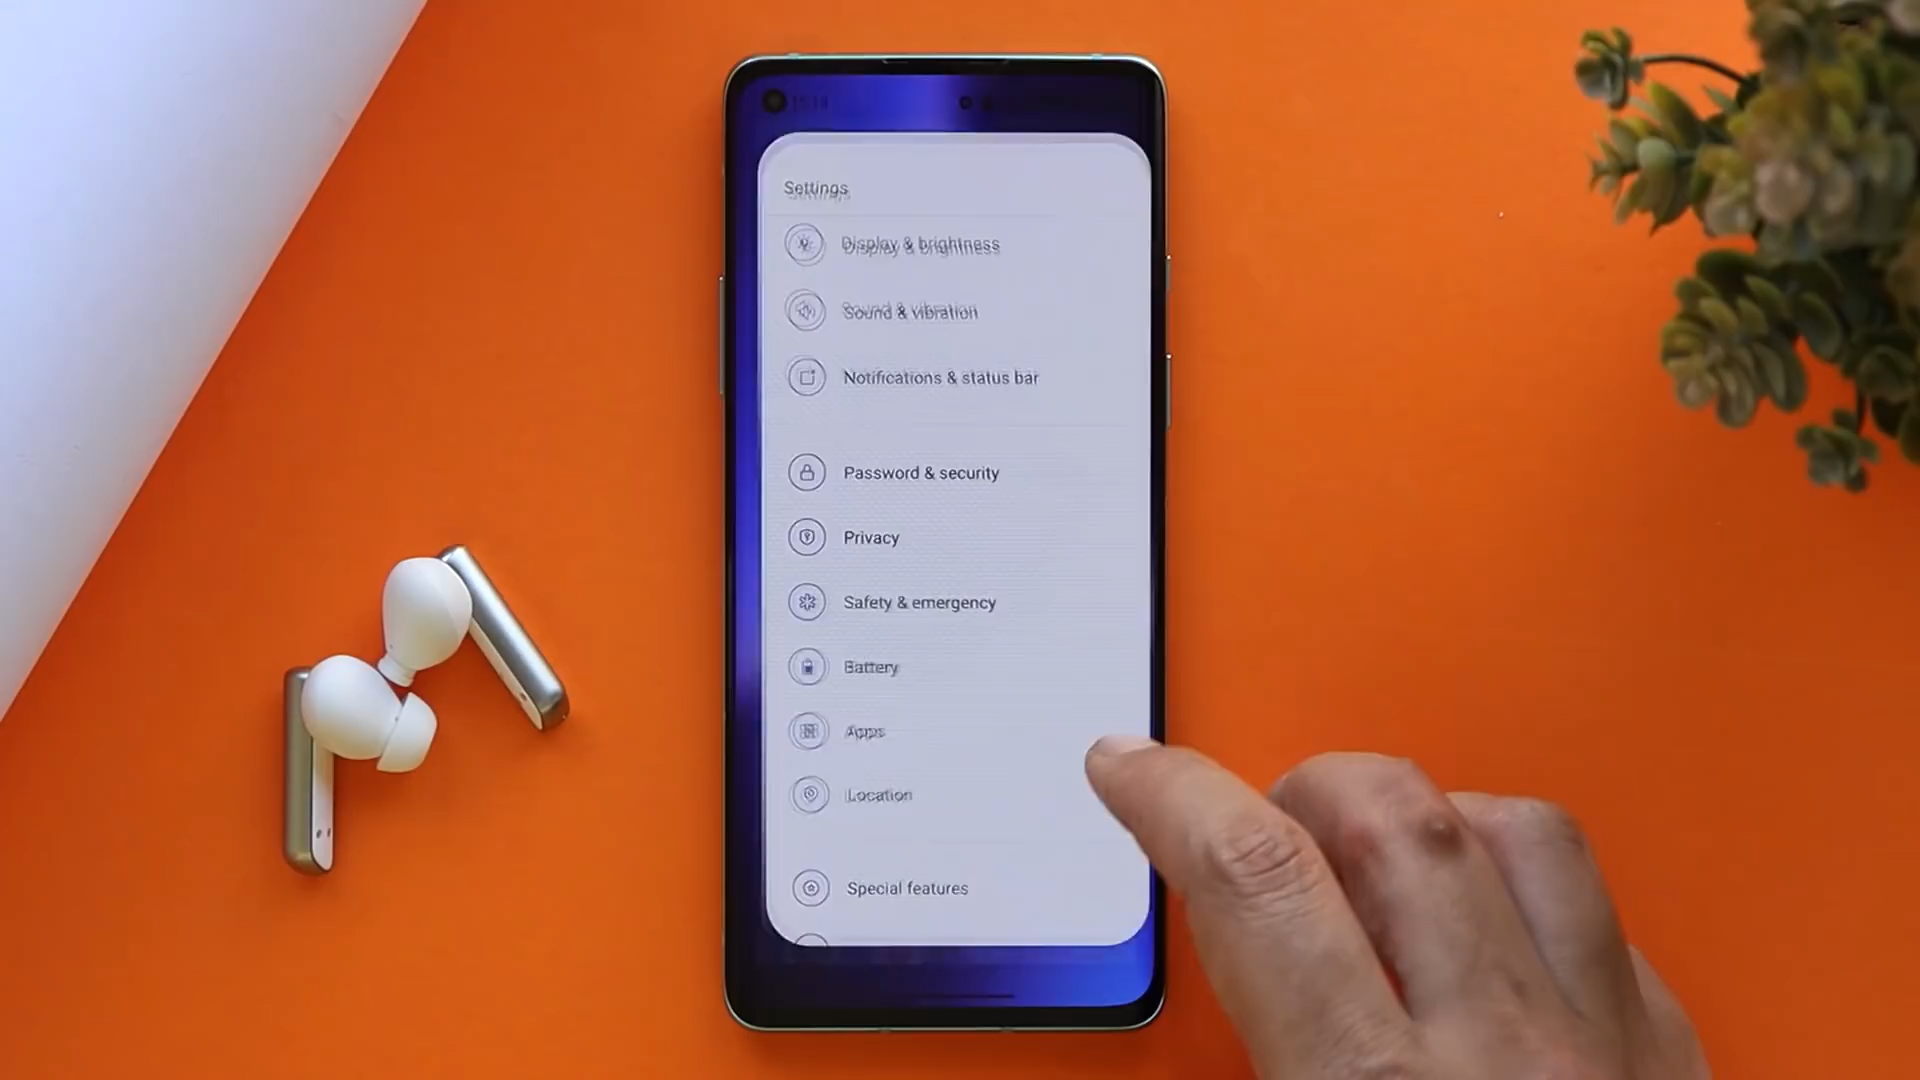 Settings
Display & brightness
Sound & vibration
Notifications & status bar
Password & security
Privacy
Safety & emergency
Battery
Apps
Location
Special features